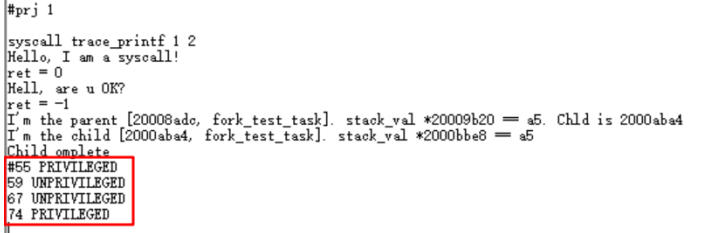 #prj 1
syscall trace_printf 1 2
Hello, I am a syscall!
ret = 0
Hell, are u OK?
ret = -1
I'm the parent [20008adc, fork_test_task]. stack_val *20009b20 == a5. Chld is 2000aba4
I'm the child [2000aba4, fork_test_task]. stack_val *2000bbe8 == a5
Child omplete
#55 PRIVILEGED
59 UNPRIVILEGED
67 UNPRIVILEGED
74 PRIVILEGED